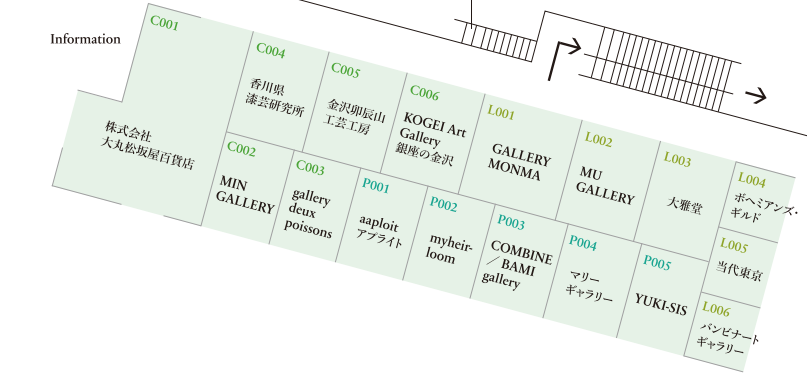 Information
C001
株式会社
大丸松坂屋百貨店
C004
香川県
漆芸研究所
C005
金沢卯辰山
工芸工房
C006
KOGEI Art
Gallery
銀座の金沢
L001
GALLERY
MONMA
L002
MU
GALLERY
L003
大雅堂
L004
ボヘミアンズ・
ギルド
C002
MIN
GALLERY
C003
gallery
deux
poissons
P001
aaploit
アプライト
P002
myheir-
loom
P003
COMBINE
／BAMI
gallery
P004
マリー
ギャラリー
P005
YUKI-SIS
L005
当代東京
L006
バンビナート
ギャラリー